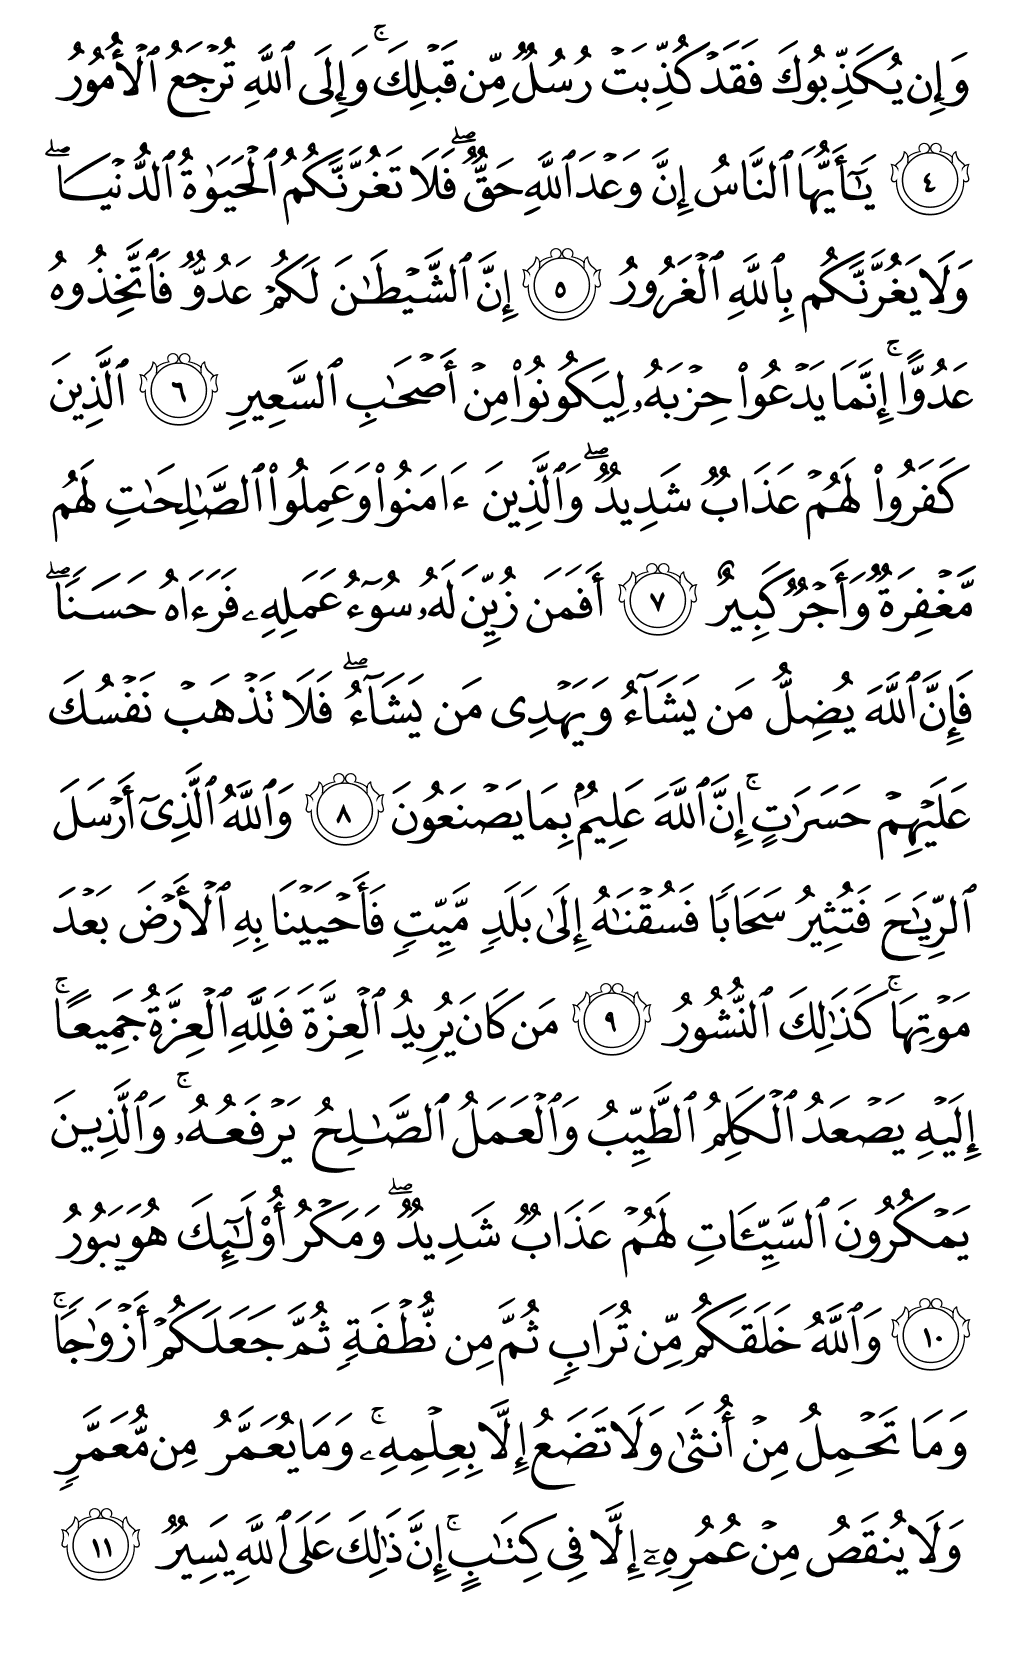 وَإِن يُكَذِّبُوكَ فَقَدْ كُذِّبَتْ رُسُلٌ مِّن قَبْلِكَ ۚ وَإِلَى ٱللَّهِ تُرْجَعُ ٱلْأُمُورُ
﴿٤﴾ يَـٰٓأَيُّهَا ٱلنَّاسُ إِنَّ وَعْدَ ٱللَّهِ حَقٌّ ۖ فَلَا تَغُرَّنَّكُمُ ٱلْحَيَوٰةُ ٱلدُّنْيَا ۖ
وَلَا يَغُرَّنَّكُم بِٱللَّهِ ٱلْغَرُورُ ﴿٥﴾ إِنَّ ٱلشَّيْطَـٰنَ لَكُمْ عَدُوٌّ فَٱتَّخِذُوهُ
عَدُوًّا ۚ إِنَّمَا يَدْعُوا۟ حِزْبَهُۥ لِيَكُونُوا۟ مِنْ أَصْحَـٰبِ ٱلسَّعِيرِ ﴿٦﴾ ٱلَّذِينَ
كَفَرُوا۟ لَهُمْ عَذَابٌ شَدِيدٌ ۖ وَٱلَّذِينَ ءَامَنُوا۟ وَعَمِلُوا۟ ٱلصَّـٰلِحَـٰتِ لَهُم
مَّغْفِرَةٌ وَأَجْرٌ كَبِيرٌ ﴿٧﴾ أَفَمَن زُيِّنَ لَهُۥ سُوٓءُ عَمَلِهِۦ فَرَءَاهُ حَسَنًا ۖ
فَإِنَّ ٱللَّهَ يُضِلُّ مَن يَشَآءُ وَيَهْدِى مَن يَشَآءُ ۖ فَلَا تَذْهَبْ نَفْسُكَ
عَلَيْهِمْ حَسَرَٰتٍ ۚ إِنَّ ٱللَّهَ عَلِيمٌۢ بِمَا يَصْنَعُونَ ﴿٨﴾ وَٱللَّهُ ٱلَّذِىٓ أَرْسَلَ
ٱلرِّيَـٰحَ فَتُثِيرُ سَحَابًا فَسُقْنَـٰهُ إِلَىٰ بَلَدٍ مَّيِّتٍ فَأَحْيَيْنَا بِهِ ٱلْأَرْضَ بَعْدَ
مَوْتِهَا ۚ كَذَٰلِكَ ٱلنُّشُورُ ﴿٩﴾ مَن كَانَ يُرِيدُ ٱلْعِزَّةَ فَلِلَّهِ ٱلْعِزَّةُ جَمِيعًا ۚ
إِلَيْهِ يَصْعَدُ ٱلْكَلِمُ ٱلطَّيِّبُ وَٱلْعَمَلُ ٱلصَّـٰلِحُ يَرْفَعُهُۥ ۚ وَٱلَّذِينَ
يَمْكُرُونَ ٱلسَّيِّـَٔاتِ لَهُمْ عَذَابٌ شَدِيدٌ ۖ وَمَكْرُ أُو۟لَـٰٓئِكَ هُوَ يَبُورُ
﴿١٠﴾ وَٱللَّهُ خَلَقَكُم مِّن تُرَابٍ ثُمَّ مِن نُّطْفَةٍ ثُمَّ جَعَلَكُمْ أَزْوَٰجًا ۚ
وَمَا تَحْمِلُ مِنْ أُنثَىٰ وَلَا تَضَعُ إِلَّا بِعِلْمِهِۦ ۚ وَمَا يُعَمَّرُ مِن مُّعَمَّرٍ
وَلَا يُنقَصُ مِنْ عُمُرِهِۦٓ إِلَّا فِى كِتَـٰبٍ ۚ إِنَّ ذَٰلِكَ عَلَى ٱللَّهِ يَسِيرٌ ﴿١١﴾